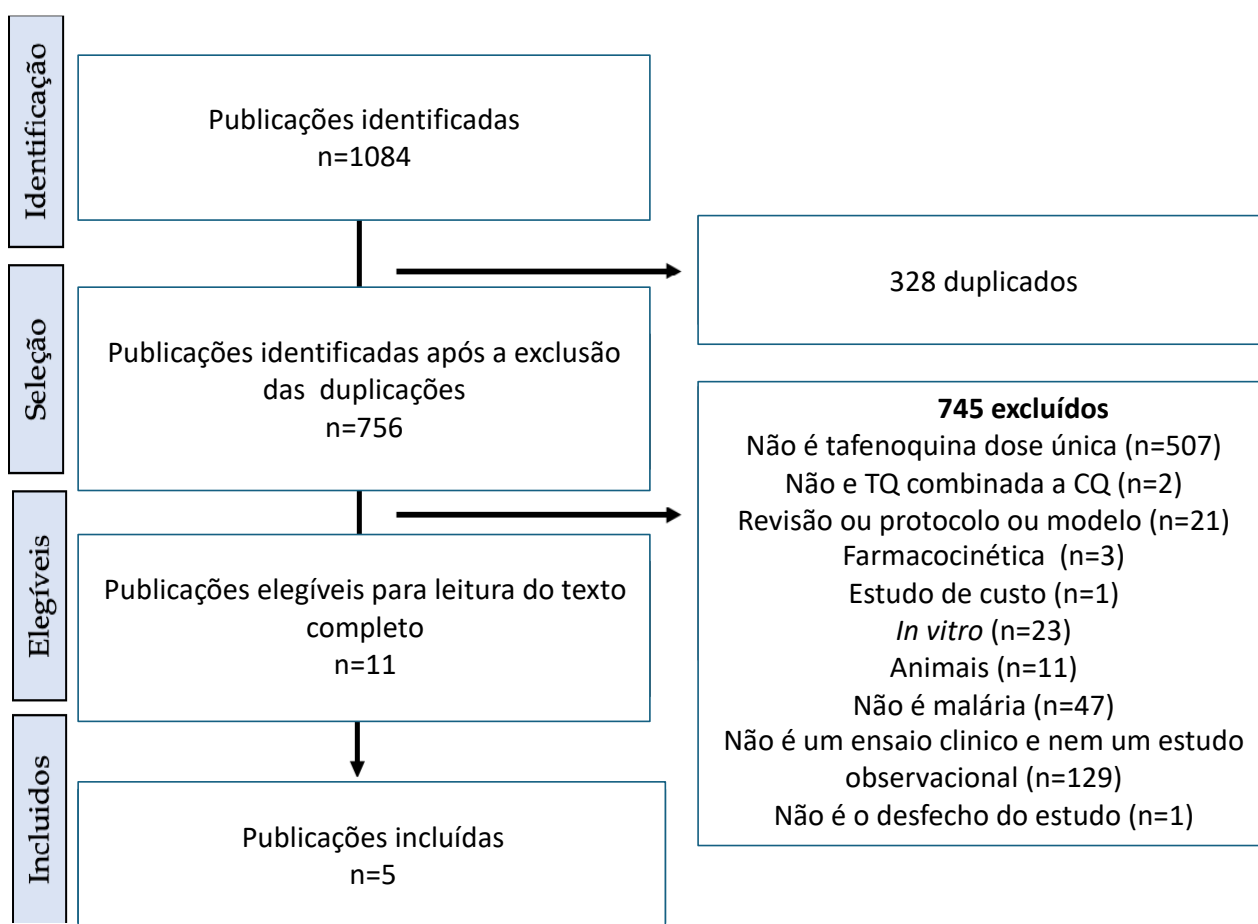 Identificação
Publicações identificadas
n=1084
328 duplicados
Seleção
Publicações identificadas após a exclusão
das  duplicações
n=756
745 excluídos
Não é tafenoquina dose única (n=507)
Não e TQ combinada a CQ (n=2)
Revisão ou protocolo ou modelo (n=21)
Farmacocinética  (n=3)
Estudo de custo (n=1)
In vitro (n=23)
Animais (n=11)
Não é malária (n=47)
Não é um ensaio clinico e nem um estudo
observacional (n=129)
Não é o desfecho do estudo (n=1)
Elegíveis
Publicações elegíveis para leitura do texto
completo
n=11
Incluidos
Publicações incluídas
n=5